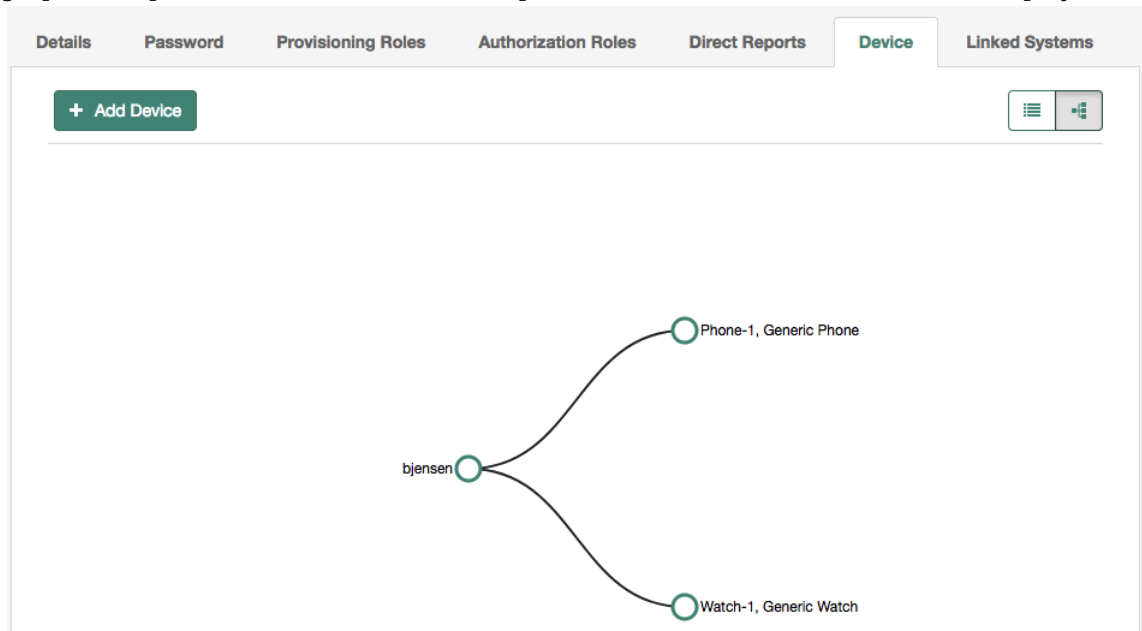 Details Password Provisioning Roles Authorization Roles Direct Reports Device Linked Systems
+ Add Device
Phone-1, Generic Phone
bjensen
Watch-1, Generic Watch